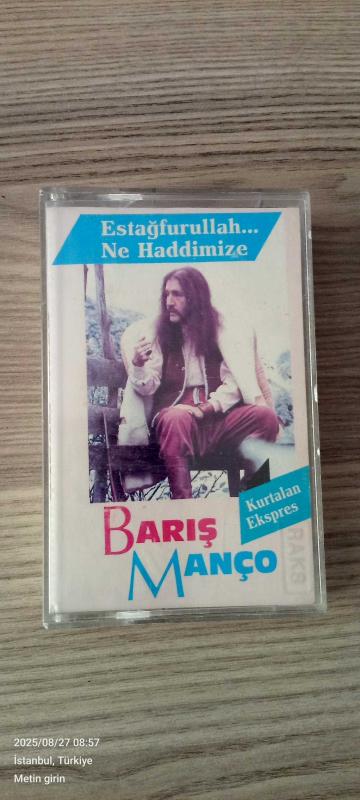 Estağfurullah...
Ne Haddimize
Kurtalan
Ekspres
BARIŞ
MANÇO
RAKS
2025/08/27 08:57
İstanbul, Türkiye
Metin girin